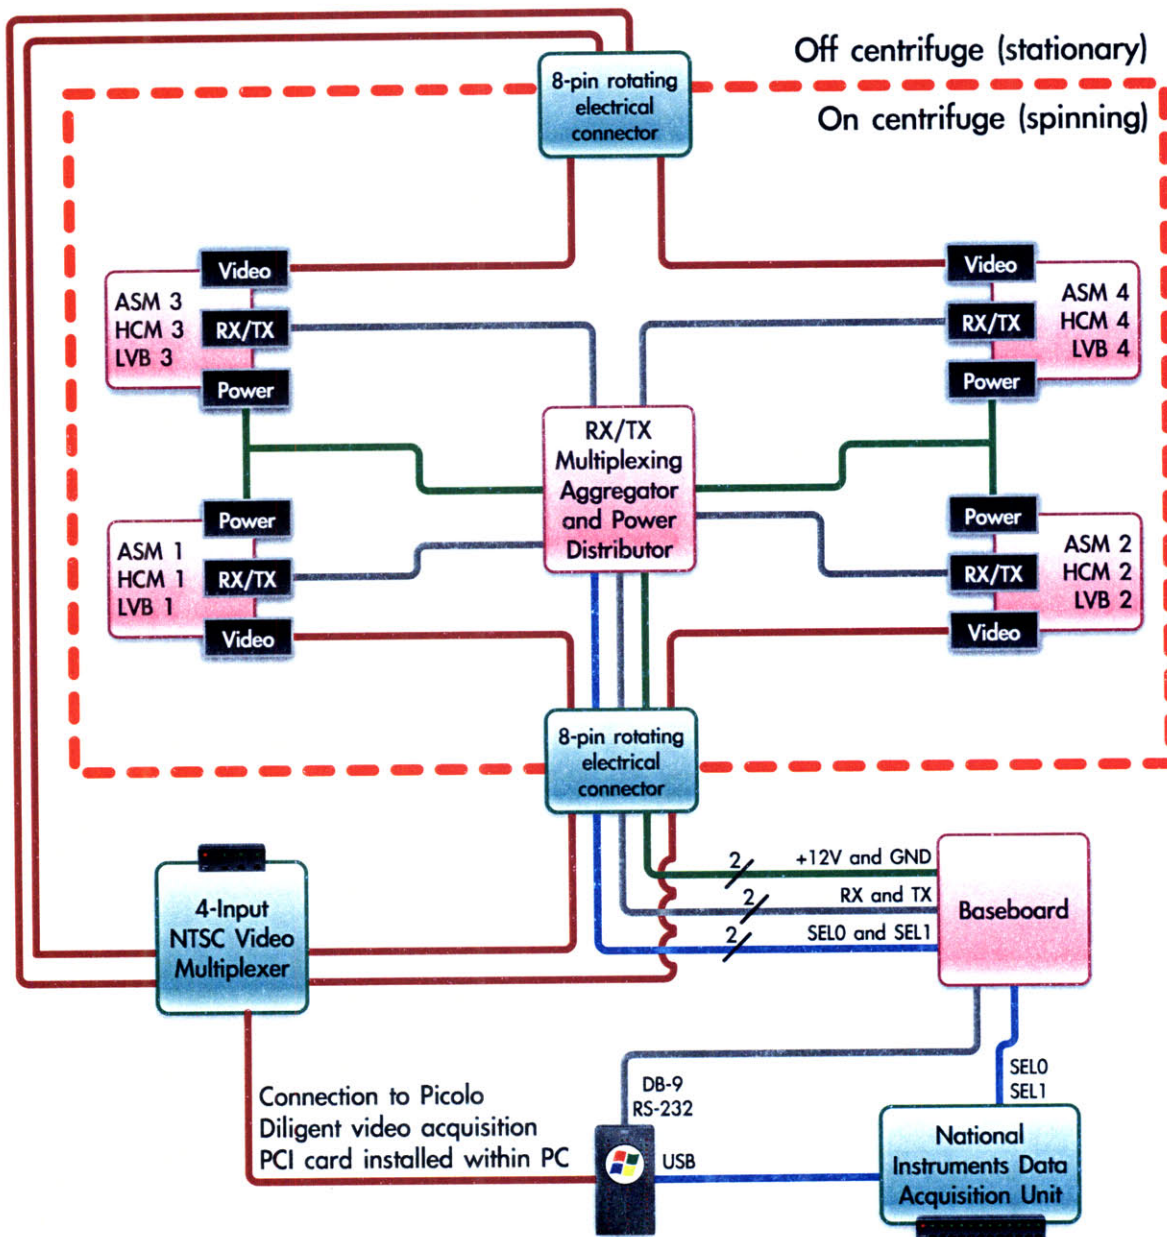 Off centrifuge (stationary)
On centrifuge (spinning)
8-pin rotating
electrical
connector
Video
ASM 3
HCM 3
LVB 3
RX/TX
Power
Video
ASM 4
HCM 4
LVB 4
RX/TX
Power
RX/TX
Multiplexing
Aggregator
and Power
Distributor
Power
ASM 1
HCM 1
LVB 1
RX/TX
Video
Power
ASM 2
HCM 2
LVB 2
RX/TX
Video
8-pin rotating
electrical
connector
4-Input
NTSC Video
Multiplexer
2
+12V and GND
2
RX and TX
2
SEL0 and SEL1
Baseboard
DB-9
RS-232
SEL0
SEL1
Connection to Picolo
Diligent video acquisition
PCI card installed within PC
USB
National
Instruments Data
Acquisition Unit